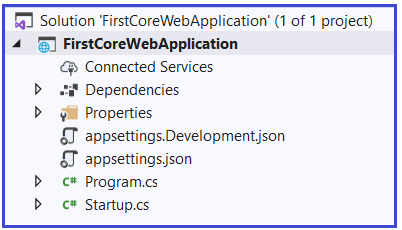 Solution 'FirstCoreWebApplication' (1 of 1 project)
FirstCoreWebApplication
Connected Services
Dependencies
Properties
appsettings.Development.json
appsettings.json
C# Program.cs
C# Startup.cs